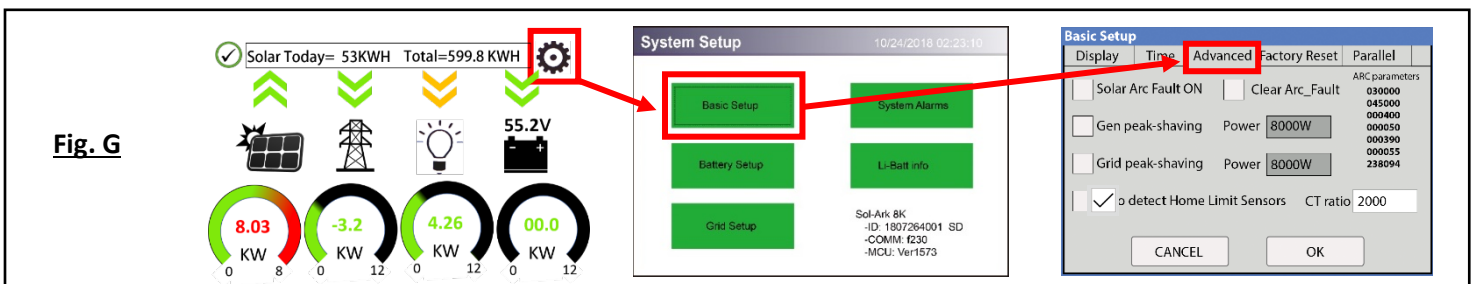 Fig. G
Solar Today= 53KWH Total=599.8 KWH
55.2V
- +
8.03
KW
0 8
-3.2
KW
0 12
4.26
KW
0 12
00.0
KW
0 12
System Setup 10/24/2018 02:23:10
Basic Setup System Alarms
Battery Setup Li-Batt info
Grid Setup
Sol-Ark 8K
-ID: 1807264001 SD
-COMM: f230
-MCU: Ver1573
Basic Setup
Display Time Advanced Factory Reset Parallel
Solar Arc Fault ON Clear Arc_Fault
ARC parameters
030000
045000
000400
000050
000390
000055
238094
Gen peak-shaving Power 8000W
Grid peak-shaving Power 8000W
o detect Home Limit Sensors CT ratio 2000
CANCEL OK